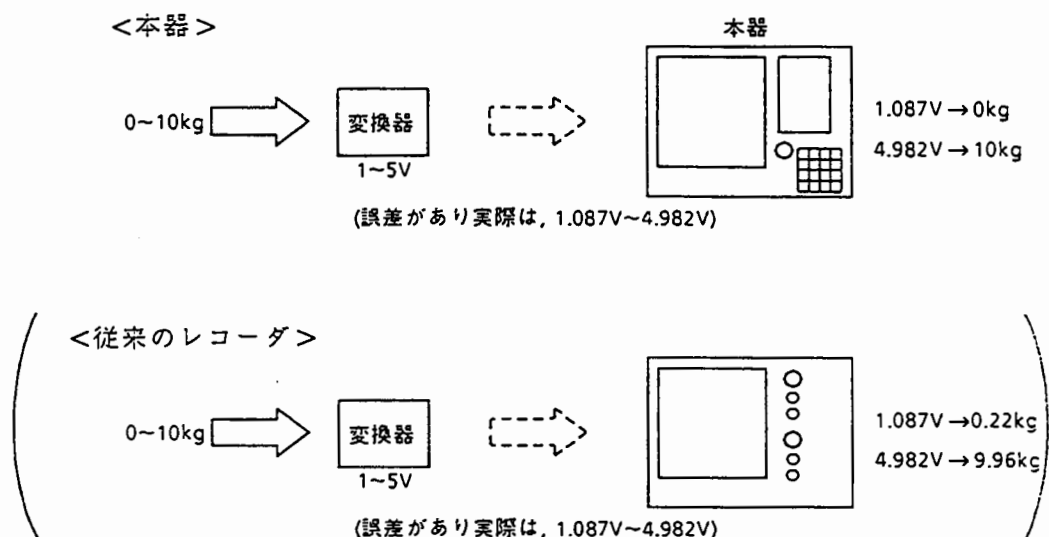 <本器>
本器
0~10kg
変換器
1~5V
1.087V→0kg
4.982V→10kg
(誤差があり実際は, 1.087V~4.982V)
<従来のレコーダ>
0~10kg
変換器
1~5V
1.087V→0.22kg
4.982V→9.96kg
(誤差があり実際は, 1.087V~4.982V)